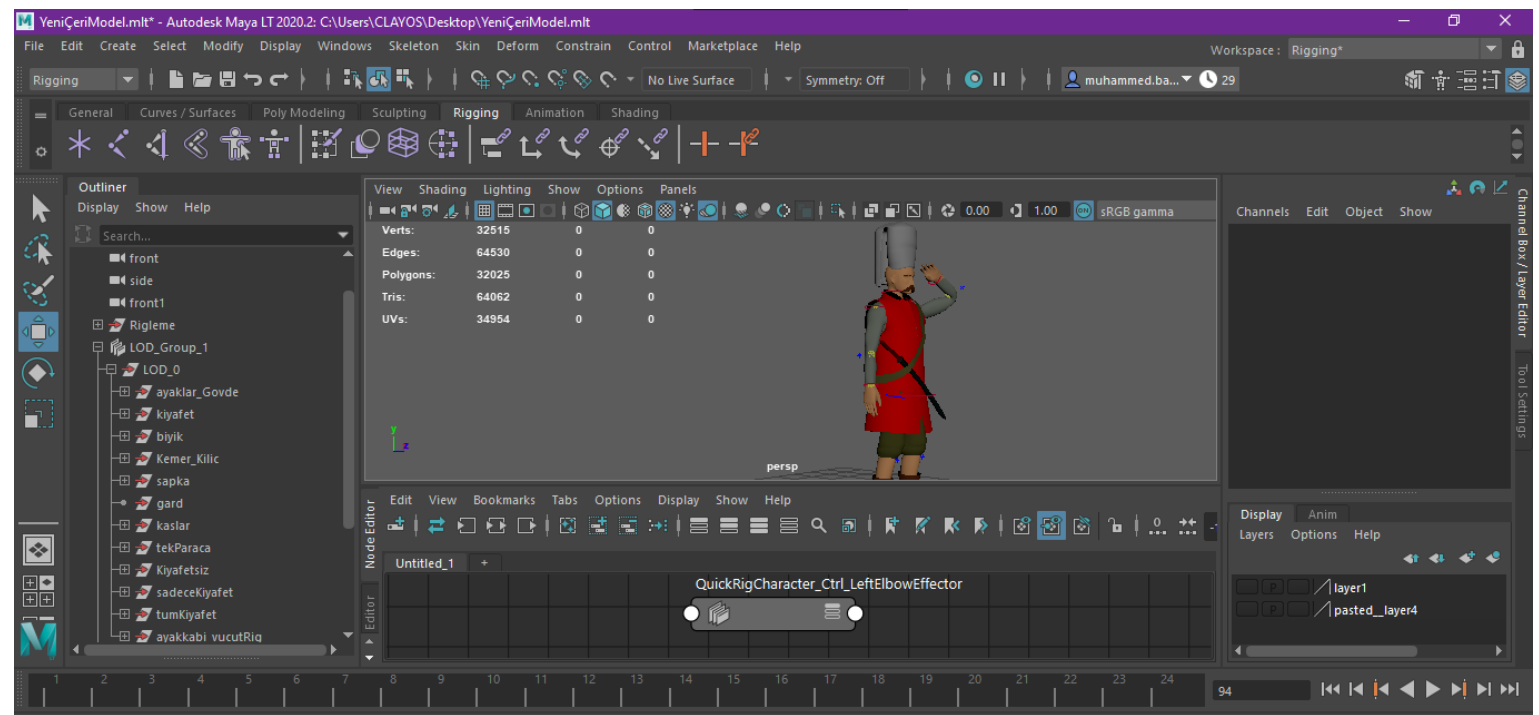 YeniÇeriModel.mlt* - Autodesk Maya LT 2020.2: C:\Users\CLAYOS\Desktop\YeniÇeriModel.mlt
File Edit Create Select Modify Display Windows Skeleton Skin Deform Constrain Control Marketplace Help
Workspace : Rigging*
Rigging No Live Surface Symmetry: Off muhammed.ba... 29
General Curves / Surfaces Poly Modeling Sculpting Rigging Animation Shading
Outliner
Display Show Help
Search...
front
side
front1
Rigleme
LOD_Group_1
LOD_0
ayaklar_Govde
kiyafet
biyik
Kemer_Kilic
sapka
gard
kaslar
tekParaca
Kiyafetsiz
sadeceKiyafet
tumKiyafet
ayakkabi_vucutRig
View Shading Lighting Show Options Panels
0.00 1.00 ON sRGB gamma
Verts: 32515 0 0
Edges: 64530 0 0
Polygons: 32025 0 0
Tris: 64062 0 0
UVs: 34954 0 0
y
z
persp
Edit View Bookmarks Tabs Options Display Show Help
Node Editor
Editor
Untitled_1 +
QuickRigCharacter_Ctrl_LeftElbowEffector
Channels Edit Object Show
Channel Box / Layer Editor
Tool Settings
Display Anim
Layers Options Help
P layer1
P pasted__layer4
1 2 3 4 5 6 7 8 9 10 11 12 13 14 15 16 17 18 19 20 21 22 23 24
94